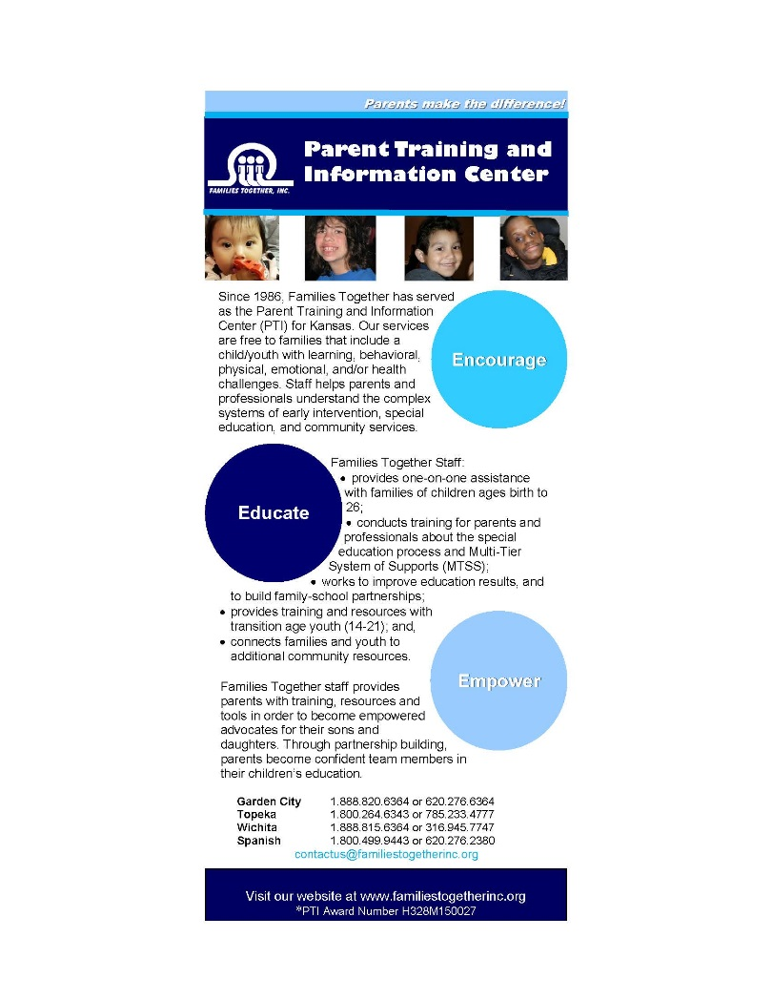 Parents make the difference!
Parent Training and
Information Center
FAMILIES TOGETHER, INC.
Since 1986, Families Together has served
as the Parent Training and Information
Center (PTI) for Kansas. Our services
are free to families that include a
child/youth with learning, behavioral,
physical, emotional, and/or health
challenges. Staff helps parents and
professionals understand the complex
systems of early intervention, special
education, and community services.
Encourage
Educate
Families Together Staff:
• provides one-on-one assistance
with families of children ages birth to
26;
• conducts training for parents and
professionals about the special
education process and Multi-Tier
System of Supports (MTSS);
• works to improve education results, and
to build family-school partnerships;
• provides training and resources with
transition age youth (14-21); and,
• connects families and youth to
additional community resources.
Empower
Families Together staff provides
parents with training, resources and
tools in order to become empowered
advocates for their sons and
daughters. Through partnership building,
parents become confident team members in
their children's education.
Garden City 1.888.820.6364 or 620.276.6364
Topeka 1.800.264.6343 or 785.233.4777
Wichita 1.888.815.6364 or 316.945.7747
Spanish 1.800.499.9443 or 620.276.2380
contactus@familiestogetherinc.org
Visit our website at www.familiestogetherinc.org
*PTI Award Number H328M150027